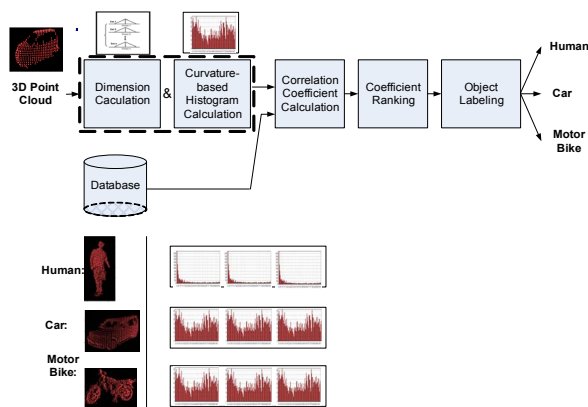 3D Point
Cloud
Dimension
Caculation
&
Curvature-
based
Histogram
Calculation
Correlation
Coefficient
Calculation
Coefficient
Ranking
Object
Labeling
Human
Car
Motor
Bike
Database
Human:
Car:
Motor
Bike: